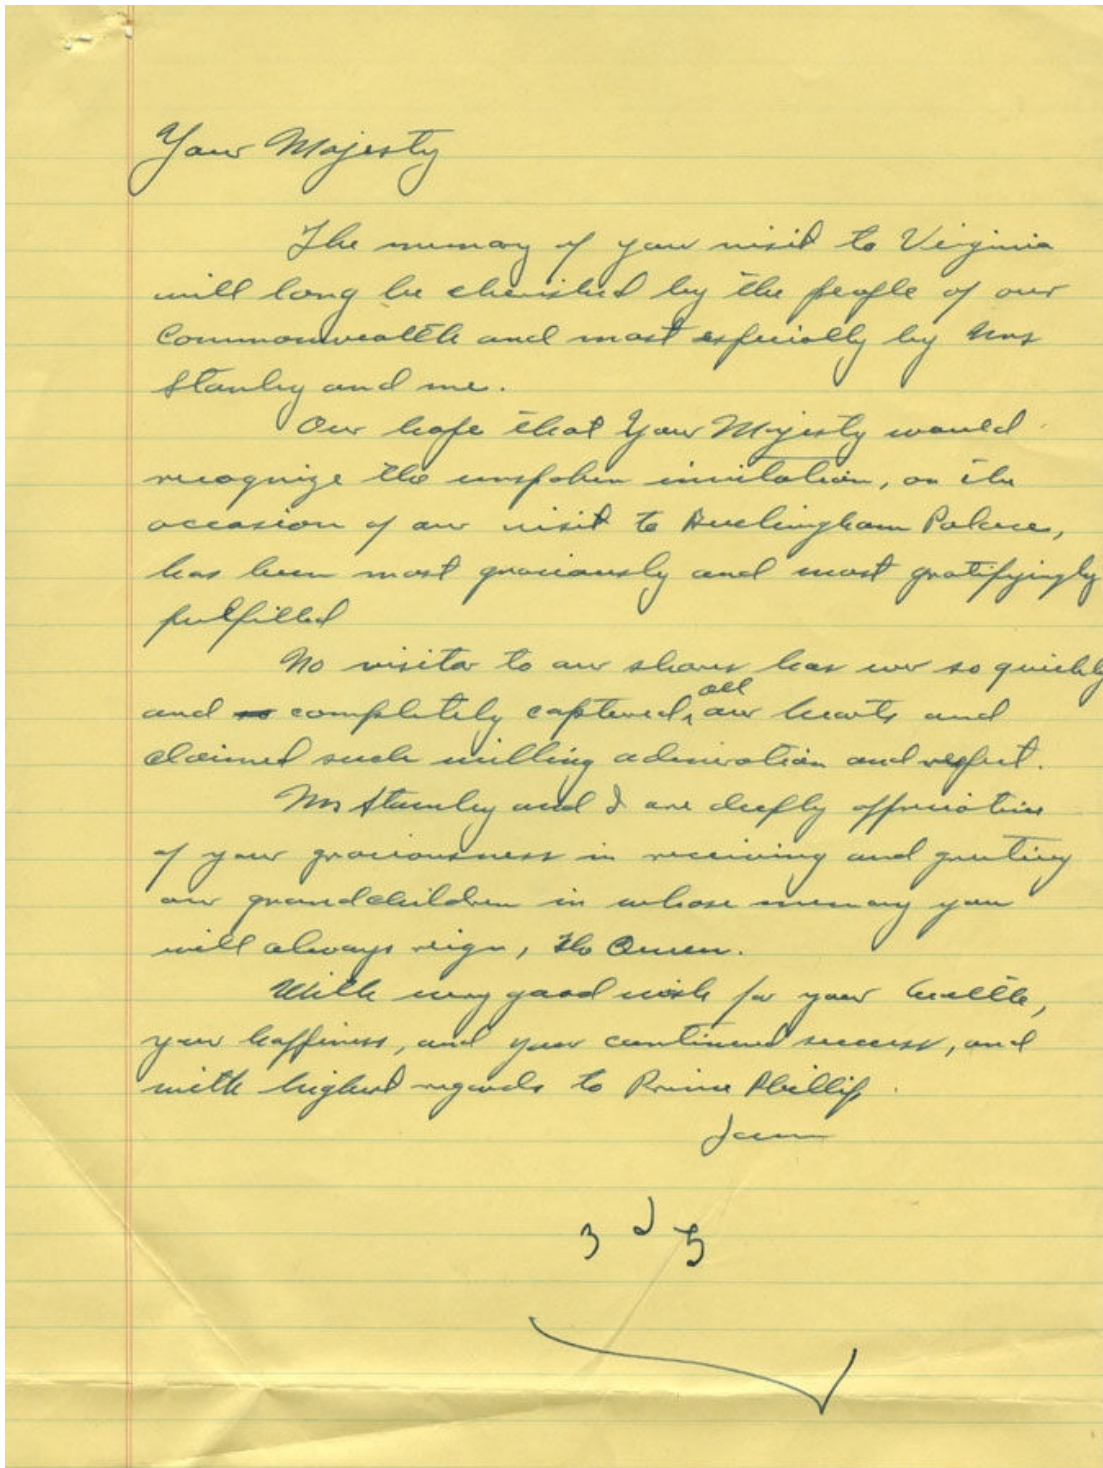 Your Majesty
The memory of your visit to Virginia
will long be cherished by the people of our
Commonwealth and most especially by Mrs
Stanley and me.
Our hope that Your Majesty would
recognize the unspoken invitation, on the
occasion of our visit to Buckingham Palace,
has been most graciously and most gratifyingly
fulfilled
No visitor to our shores has ever so quickly
all
and so completely captured our hearts and
claimed such willing admiration and respect.
Mrs Stanley and I are deeply appreciative
of your graciousness in receiving and greeting
our grandchildren in whose memory you
will always reign, the Queen.
With every good wish for your health,
your happiness, and your continued success, and
with highest regards to Prince Phillip.